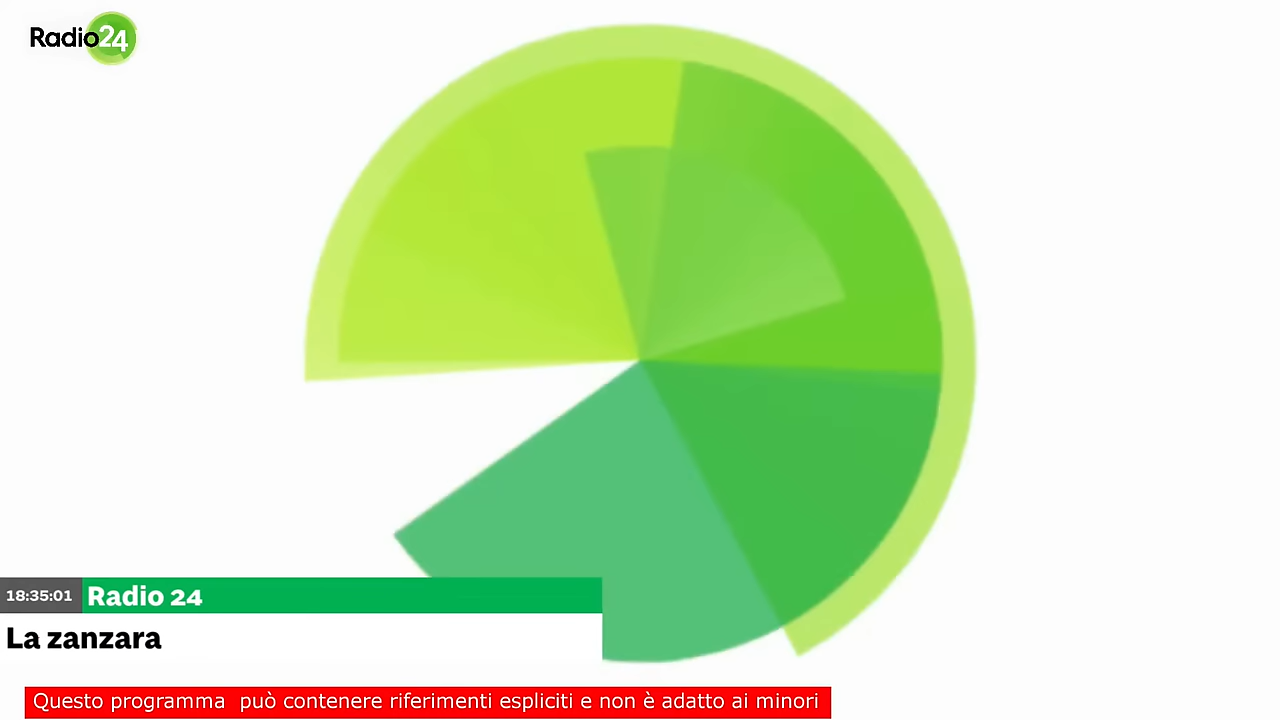 Radio24
18:35:01 Radio 24
La zanzara
Questo programma  può contenere riferimenti espliciti e non è adatto ai minori